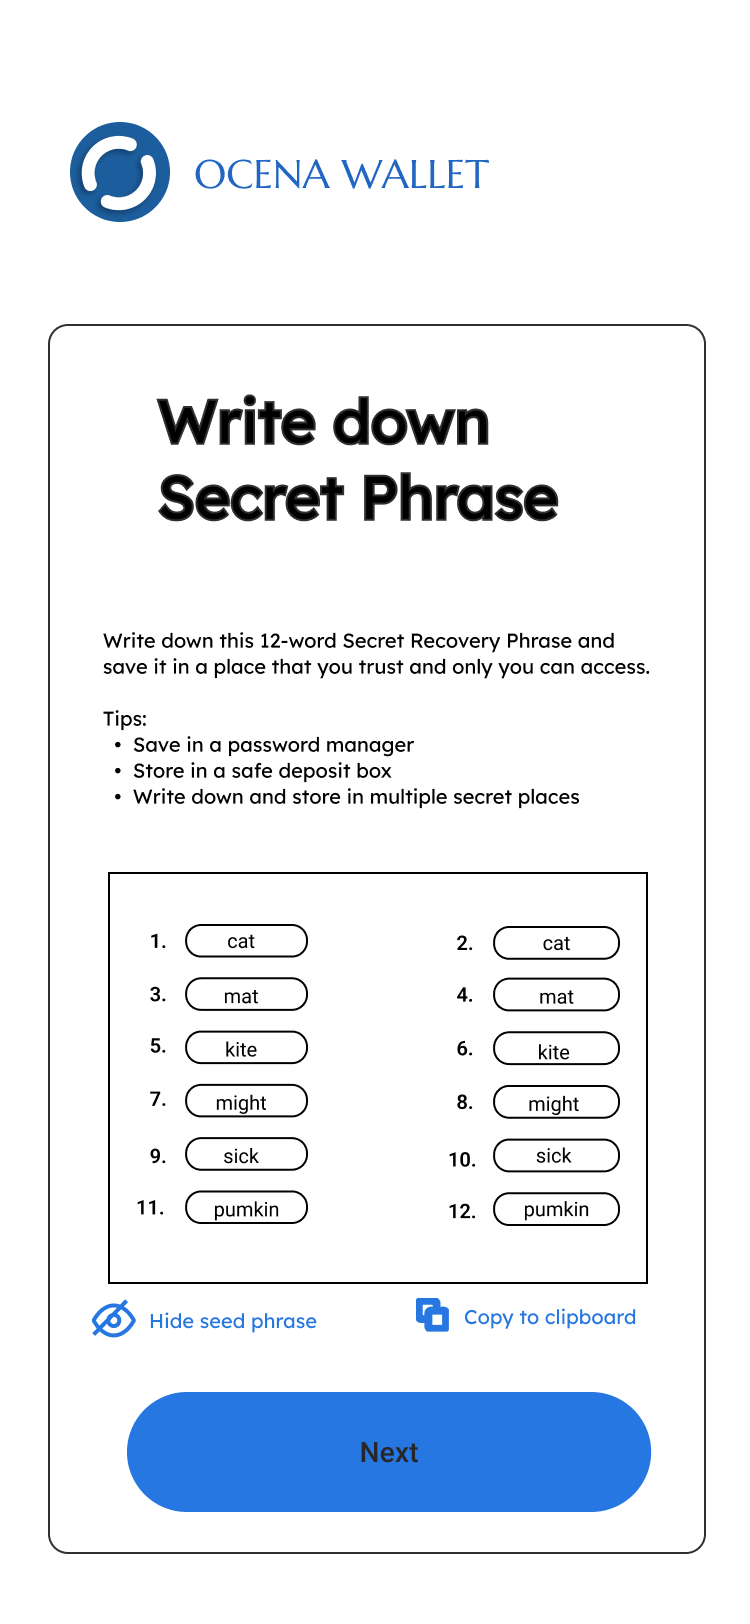 OCENA WALLET
Write down
Secret Phrase
Write down this 12-word Secret Recovery Phrase and
save it in a place that you trust and only you can access.
Tips:
• Save in a password manager
• Store in a safe deposit box
• Write down and store in multiple secret places
1. cat 2. cat
3. mat 4. mat
5. kite 6. kite
7. might 8. might
9. sick 10. sick
11. pumkin 12. pumkin
Hide seed phrase Copy to clipboard
Next